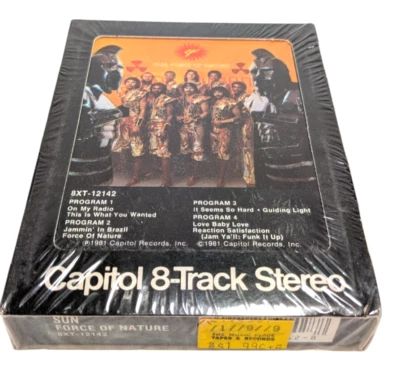 FORCE OF NATURE
8XT-12142
PROGRAM 1
On My Radio
This Is What You Wanted
PROGRAM 2
Jammin' In Brazil
Force Of Nature
℗1981 Capitol Records, Inc.
PROGRAM 3
It Seems So Hard • Guiding Light
PROGRAM 4
Love Baby Love
Reaction Satisfaction
(Jam Ya'll: Funk It Up)
©1981 Capitol Records, Inc.
Capitol 8-Track Stereo
SUN
FORCE OF NATURE
8XT-12142
TAPES & RECORDS